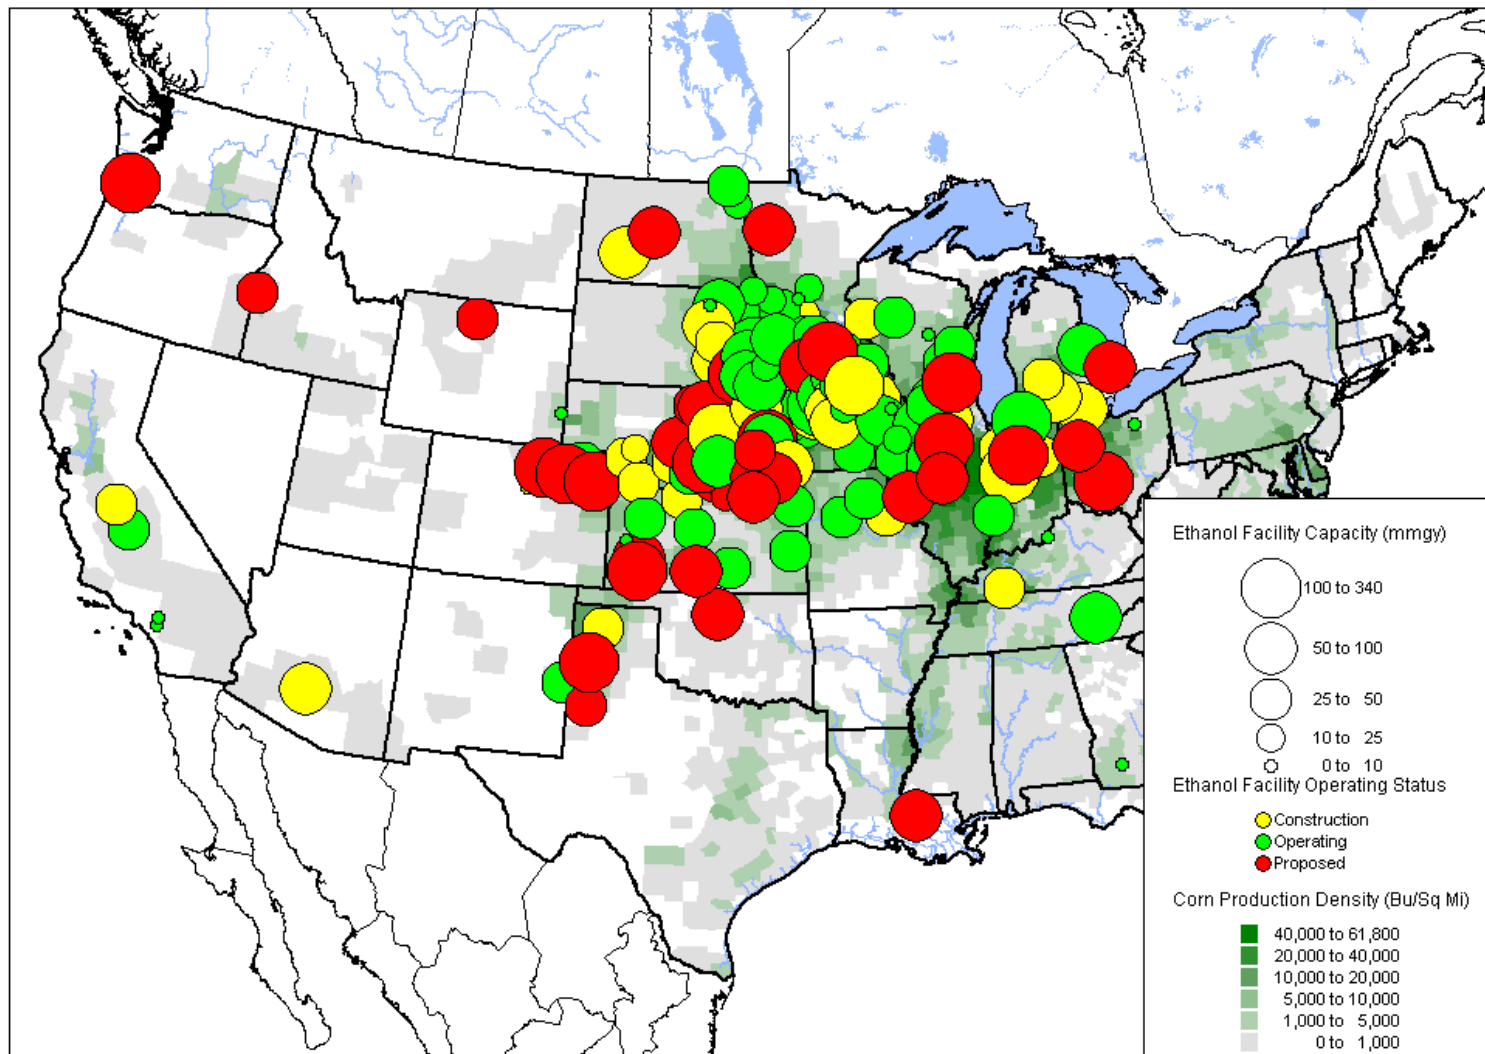 Ethanol Facility Capacity (mmgy)
100 to 340
50 to 100
25 to 50
10 to 25
0 to 10
Ethanol Facility Operating Status
Construction
Operating
Proposed
Corn Production Density (Bu/Sq Mi)
40,000 to 61,800
20,000 to 40,000
10,000 to 20,000
5,000 to 10,000
1,000 to 5,000
0 to 1,000